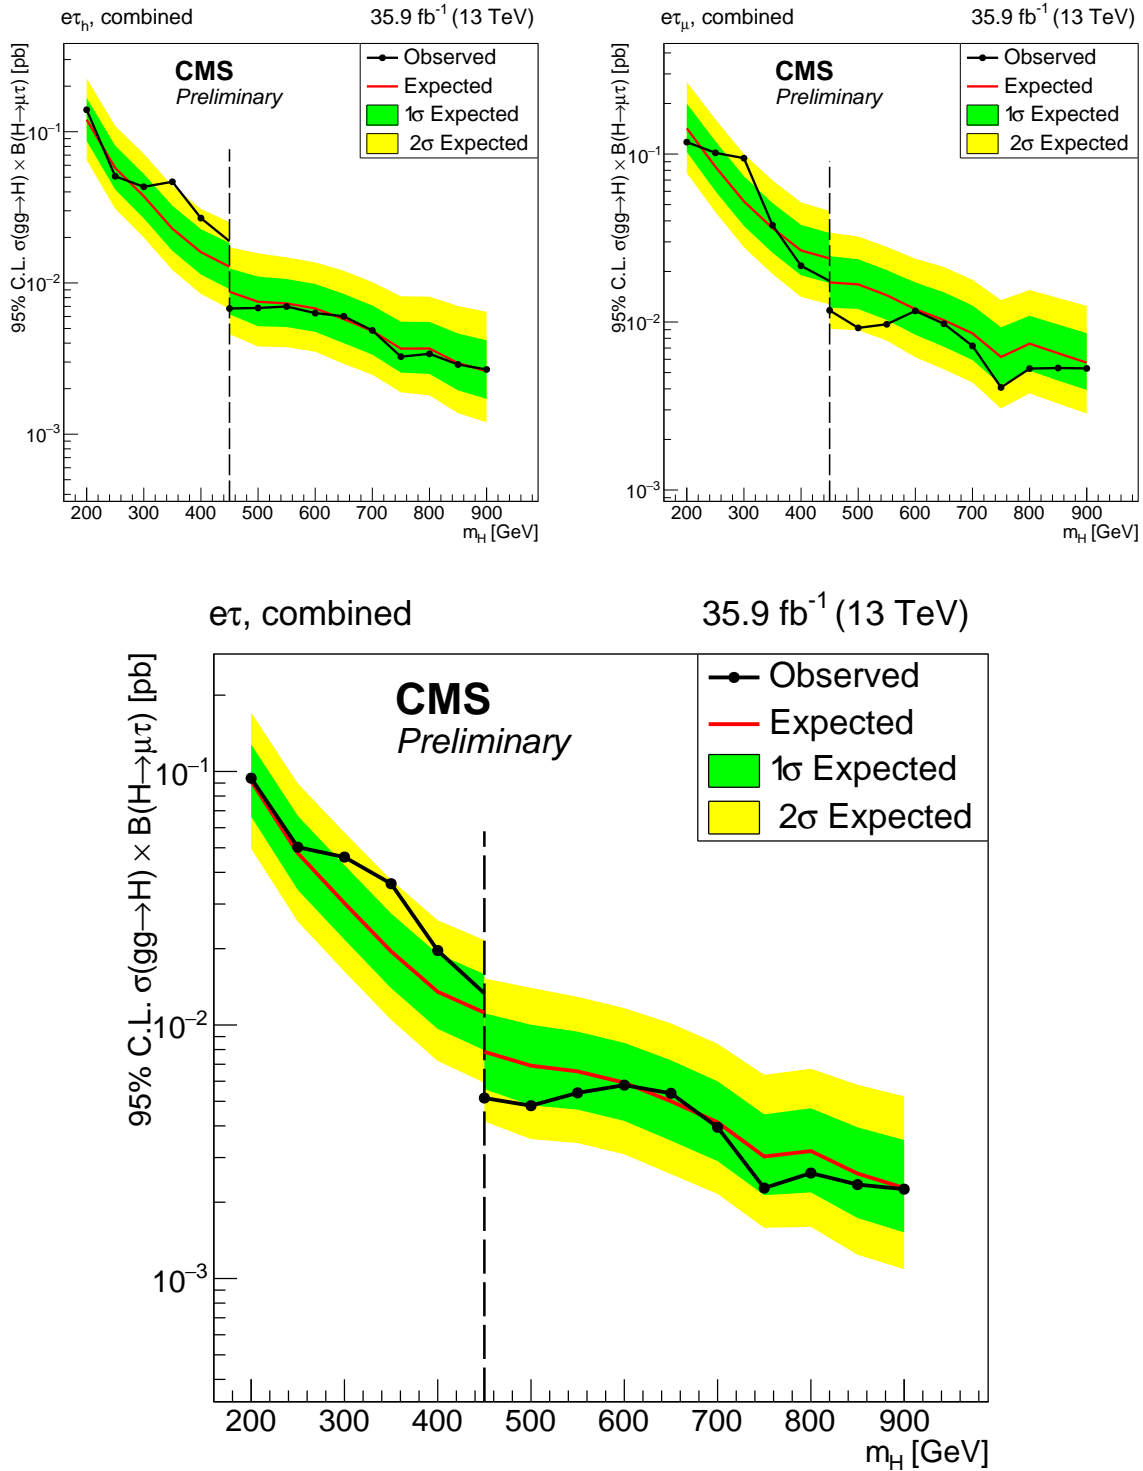 eτₕ, combined 35.9 fb⁻¹ (13 TeV)
95% C.L. σ(gg→H) × B(H→μτ) [pb]
CMS
Preliminary
Observed
Expected
1σ Expected
2σ Expected
10⁻¹
10⁻²
10⁻³
200 300 400 500 600 700 800 900
m_H [GeV]
eτ_μ, combined 35.9 fb⁻¹ (13 TeV)
95% C.L. σ(gg→H) × B(H→μτ) [pb]
CMS
Preliminary
Observed
Expected
1σ Expected
2σ Expected
10⁻¹
10⁻²
10⁻³
200 300 400 500 600 700 800 900
m_H [GeV]
eτ, combined 35.9 fb⁻¹ (13 TeV)
95% C.L. σ(gg→H) × B(H→μτ) [pb]
CMS
Preliminary
Observed
Expected
1σ Expected
2σ Expected
10⁻¹
10⁻²
10⁻³
200 300 400 500 600 700 800 900
m_H [GeV]